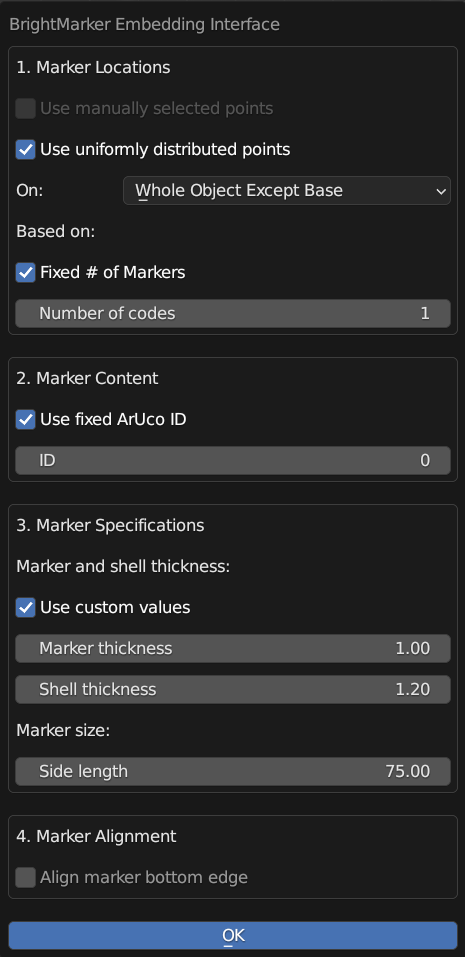 BrightMarker Embedding Interface
1. Marker Locations
Use manually selected points
Use uniformly distributed points
On: Whole Object Except Base
Based on:
Fixed # of Markers
Number of codes 1
2. Marker Content
Use fixed ArUco ID
ID 0
3. Marker Specifications
Marker and shell thickness:
Use custom values
Marker thickness 1.00
Shell thickness 1.20
Marker size:
Side length 75.00
4. Marker Alignment
Align marker bottom edge
OK